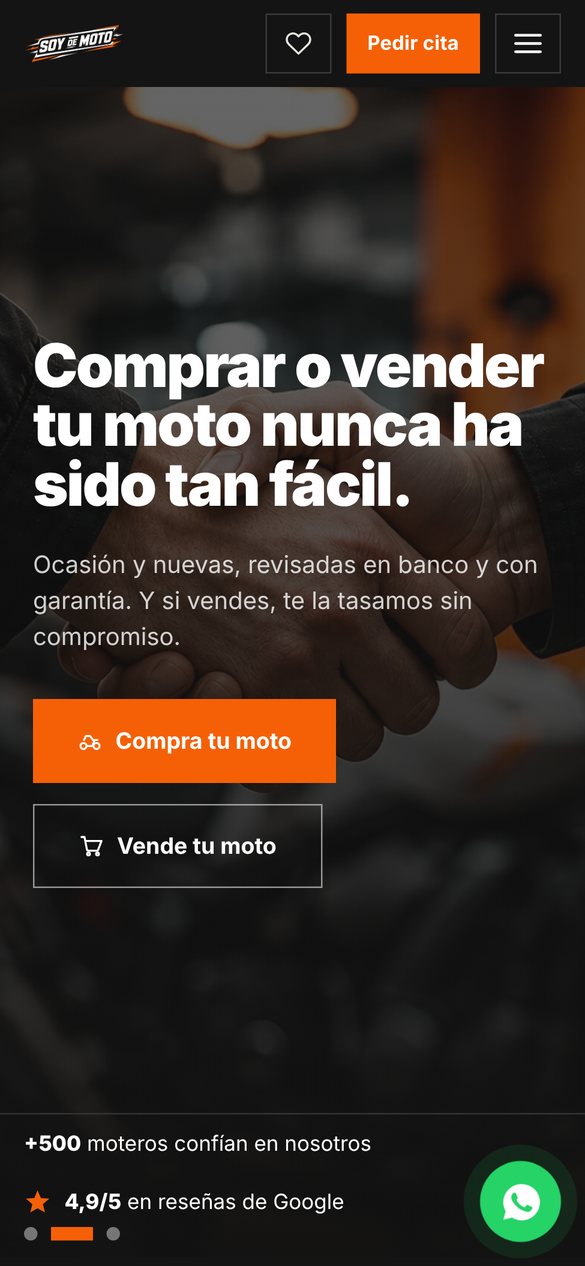 SOY DE MOTO
Pedir cita
Comprar o vender
tu moto nunca ha
sido tan fácil.
Ocasión y nuevas, revisadas en banco y con
garantía. Y si vendes, te la tasamos sin
compromiso.
Compra tu moto
Vende tu moto
+500 moteros confían en nosotros
4,9/5 en reseñas de Google